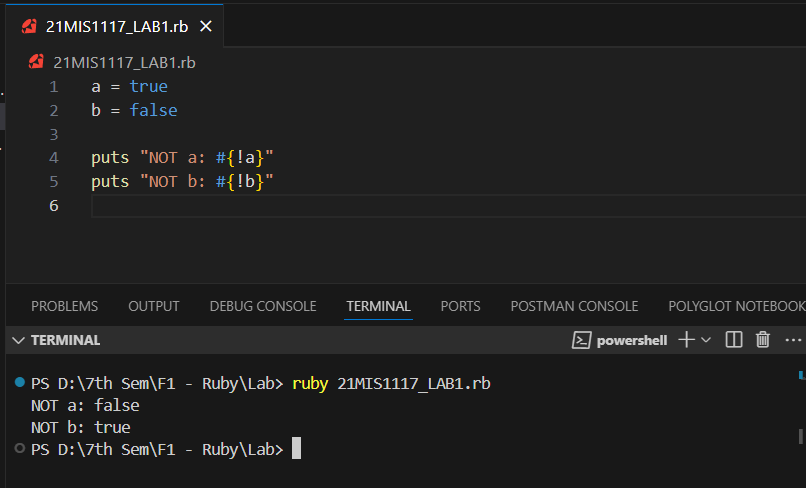 21MIS1117_LAB1.rb
21MIS1117_LAB1.rb
1 a = true
2 b = false
3
4 puts "NOT a: #{!a}"
5 puts "NOT b: #{!b}"
6
PROBLEMS OUTPUT DEBUG CONSOLE TERMINAL PORTS POSTMAN CONSOLE POLYGLOT NOTEBOOK
TERMINAL powershell
PS D:\7th Sem\F1 - Ruby\Lab> ruby 21MIS1117_LAB1.rb
NOT a: false
NOT b: true
PS D:\7th Sem\F1 - Ruby\Lab>